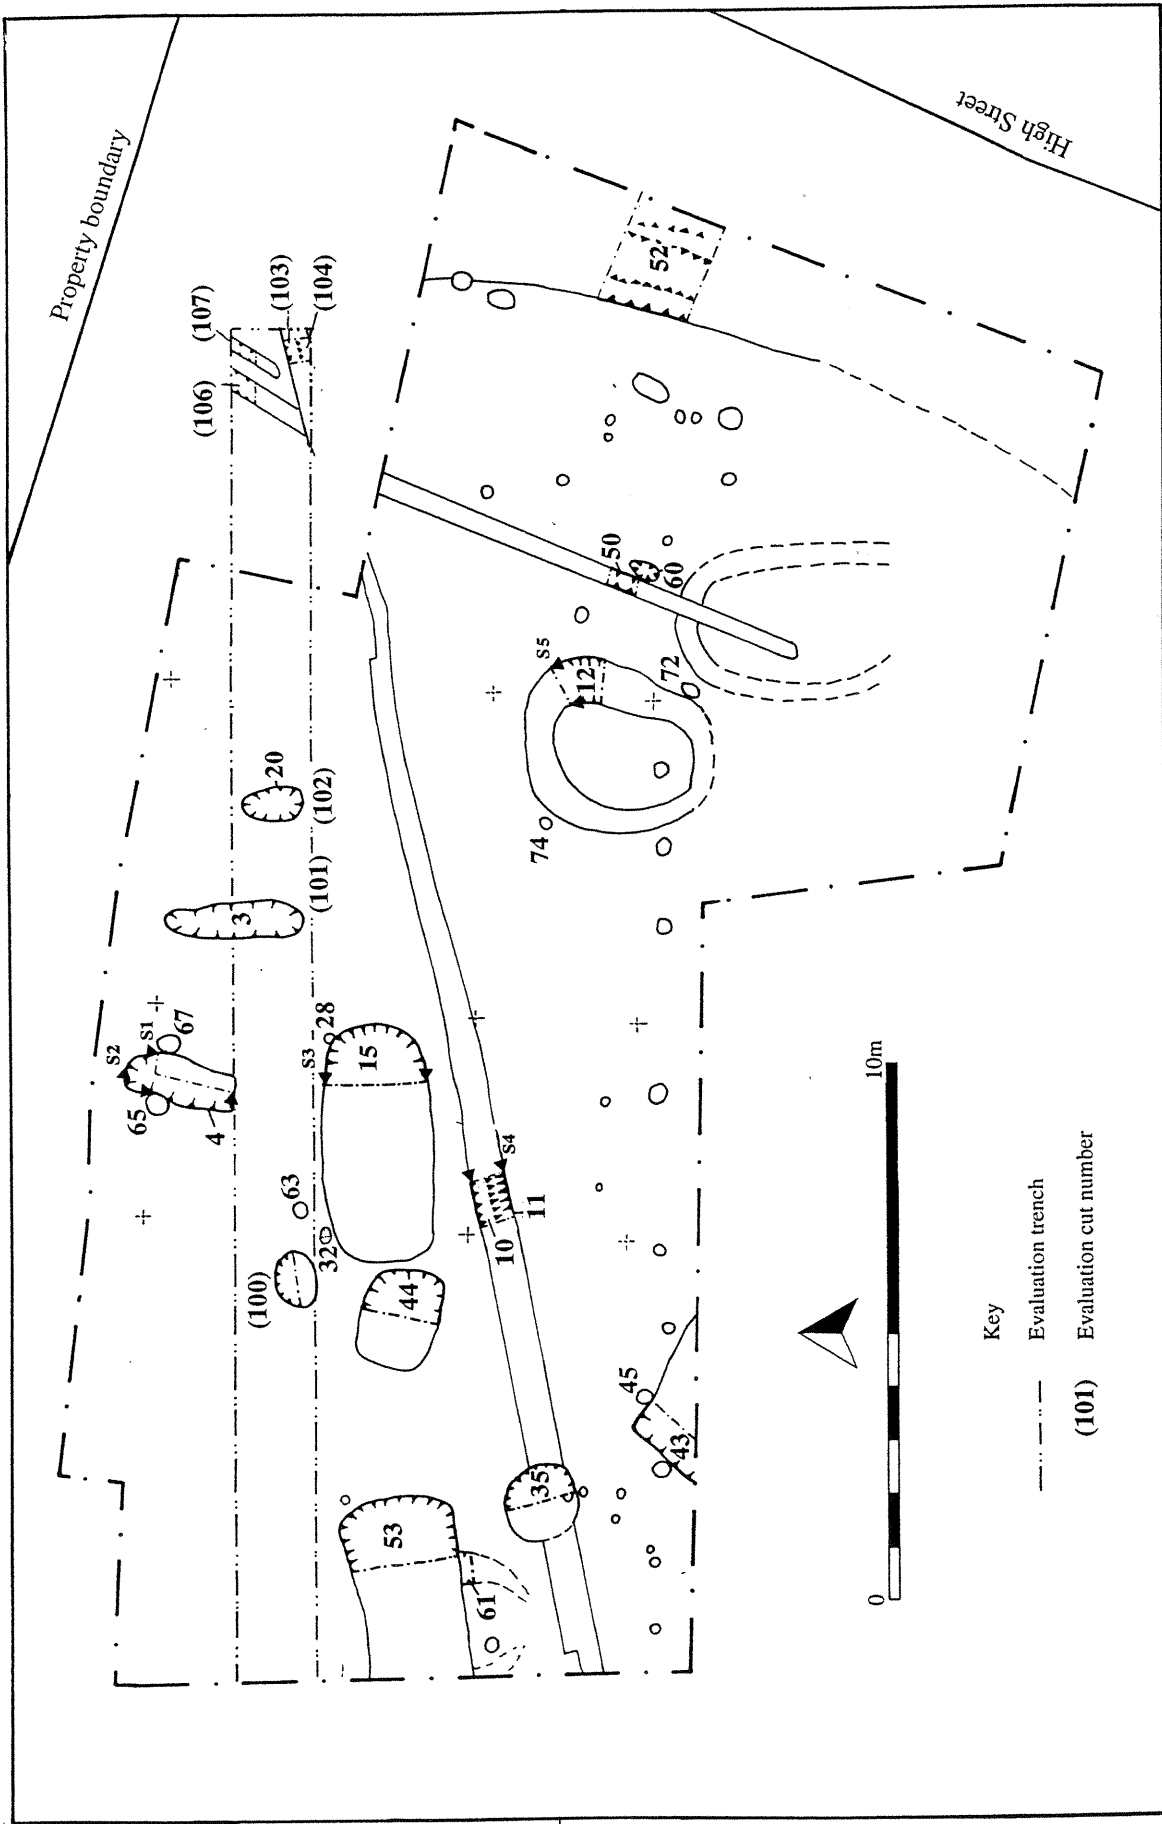 Property boundary
High Street
(107)
(106)
(103)
(104)
52
50
60
S5
12
72
74
20
(102)
(101)
3
S2
S1
67
65
4
28
S3
15
63
32
(100)
44
S4
10
11
45
43
35
53
61
0
10m
Key
Evaluation trench
(101)
Evaluation cut number